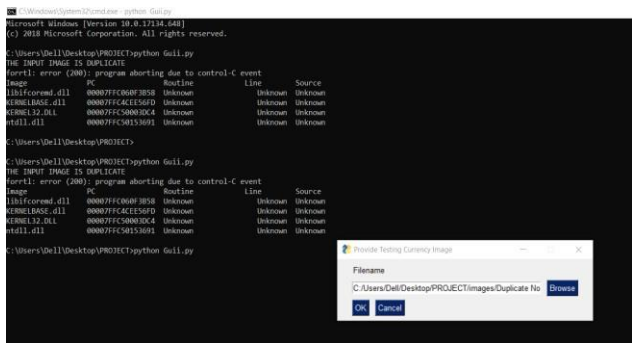 C:\Windows\System32\cmd.exe - python Guii.py
Microsoft Windows [Version 10.0.17134.648]
(c) 2018 Microsoft Corporation. All rights reserved.
C:\Users\Dell\Desktop\PROJECT>python Guii.py
THE INPUT IMAGE IS DUPLICATE
forrtl: error (200): program aborting due to control-C event
Image PC Routine Line Source
libifcoremd.dll 00007FFC060F3B58 Unknown Unknown Unknown
KERNELBASE.dll 00007FFC4CEE56FD Unknown Unknown Unknown
KERNEL32.DLL 00007FFC50003DC4 Unknown Unknown Unknown
ntdll.dll 00007FFC50153691 Unknown Unknown Unknown
C:\Users\Dell\Desktop\PROJECT>
C:\Users\Dell\Desktop\PROJECT>python Guii.py
THE INPUT IMAGE IS DUPLICATE
forrtl: error (200): program aborting due to control-C event
Image PC Routine Line Source
libifcoremd.dll 00007FFC060F3B58 Unknown Unknown Unknown
KERNELBASE.dll 00007FFC4CEE56FD Unknown Unknown Unknown
KERNEL32.DLL 00007FFC50003DC4 Unknown Unknown Unknown
ntdll.dll 00007FFC50153691 Unknown Unknown Unknown
C:\Users\Dell\Desktop\PROJECT>python Guii.py
Provide Testing Currency Image
Filename
C:/Users/Dell/Desktop/PROJECT/images/Duplicate No Browse
OK Cancel